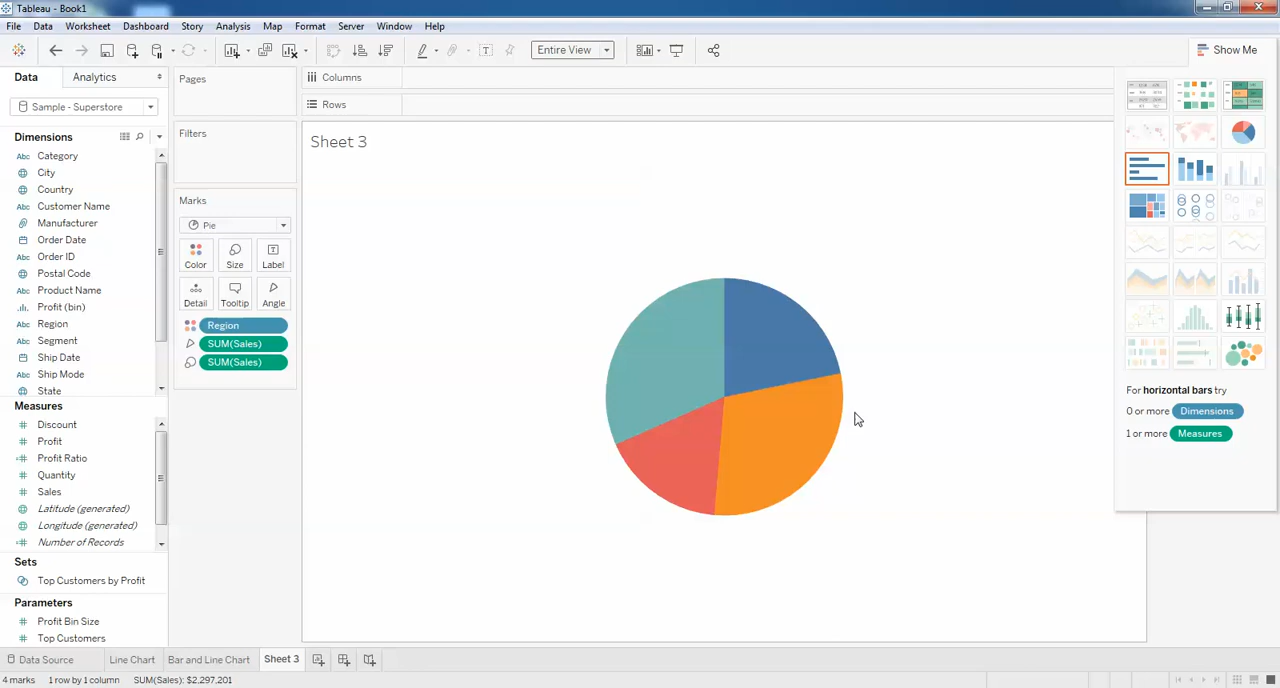 Tableau - Book1
File Data Worksheet Dashboard Story Analysis Map Format Server Window Help
Entire View
Show Me
Data Analytics
Sample - Superstore
Dimensions
Category
City
Country
Customer Name
Manufacturer
Order Date
Order ID
Postal Code
Product Name
Profit (bin)
Region
Segment
Ship Date
Ship Mode
State
Measures
Discount
Profit
Profit Ratio
Quantity
Sales
Latitude (generated)
Longitude (generated)
Number of Records
Sets
Top Customers by Profit
Parameters
Profit Bin Size
Top Customers
Pages
Filters
Marks
Pie
Color Size Label
Detail Tooltip Angle
Region
SUM(Sales)
SUM(Sales)
Columns
Rows
Sheet 3
For horizontal bars try
0 or more Dimensions
1 or more Measures
Data Source Line Chart Bar and Line Chart Sheet 3
4 marks 1 row by 1 column SUM(Sales): $2,297,201